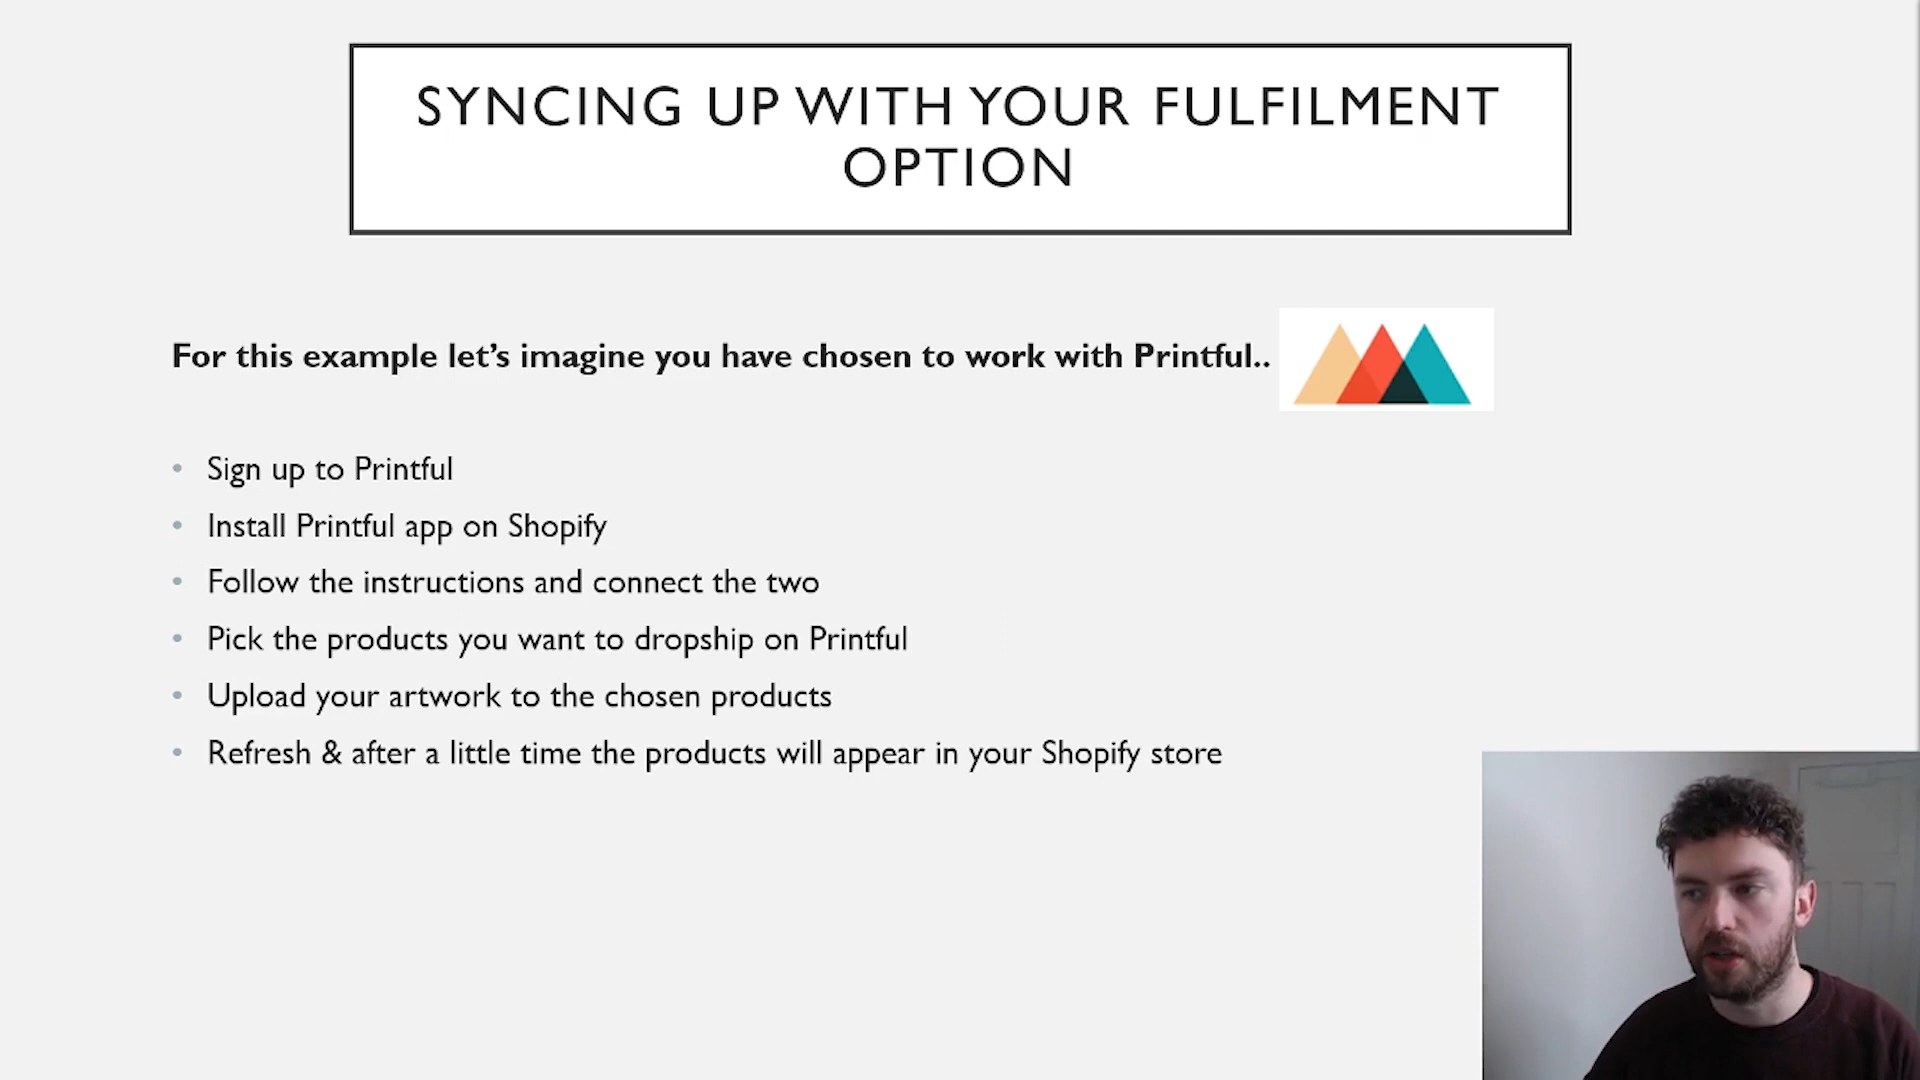 SYNCING UP WITH YOUR FULFILMENT
OPTION
For this example let’s imagine you have chosen to work with Printful..
• Sign up to Printful
• Install Printful app on Shopify
• Follow the instructions and connect the two
• Pick the products you want to dropship on Printful
• Upload your artwork to the chosen products
• Refresh & after a little time the products will appear in your Shopify store